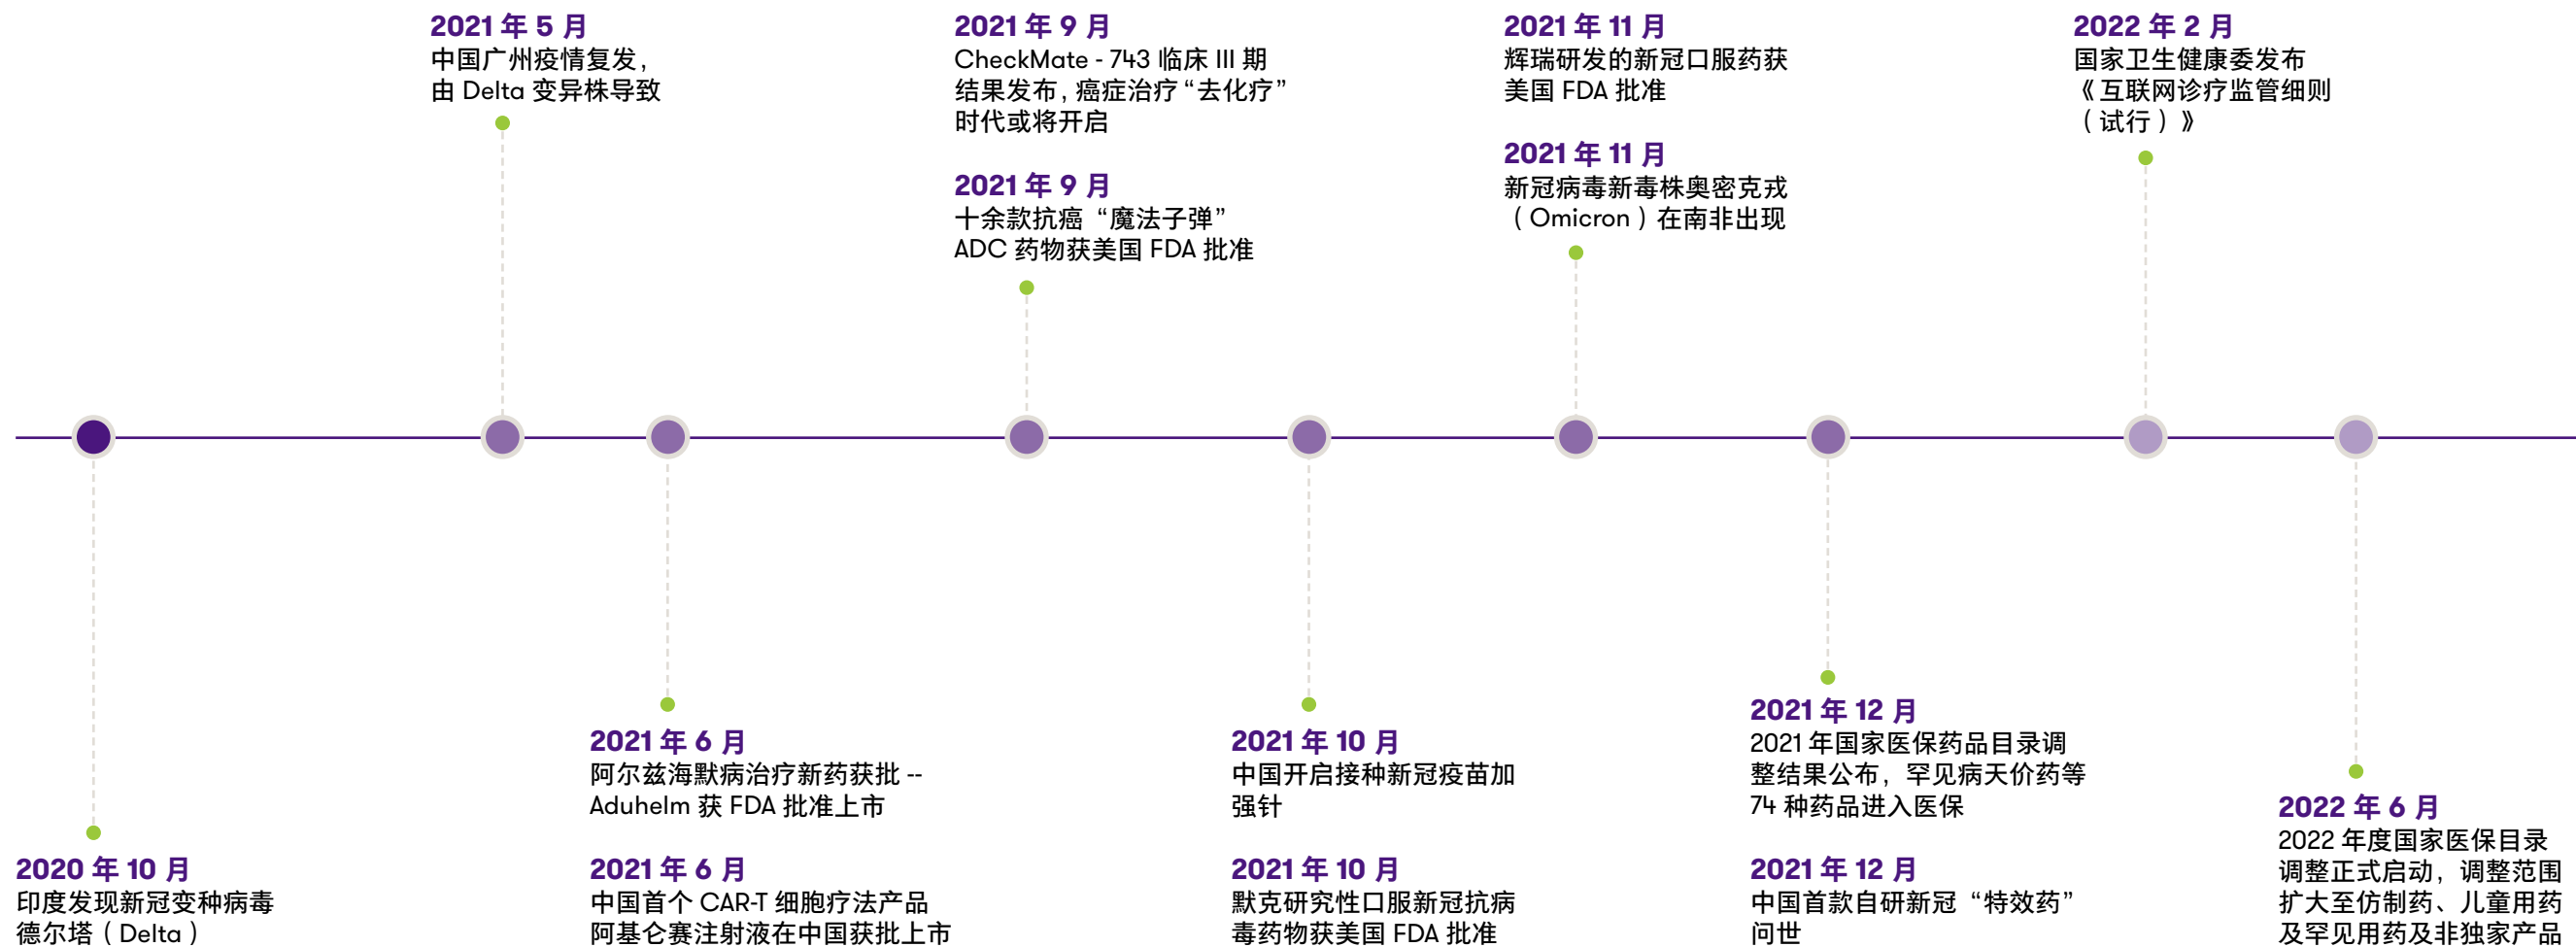 2021 年 5 月
中国广州疫情复发，
由 Delta 变异株导致
2021 年 9 月
CheckMate - 743 临床 III 期
结果发布，癌症治疗“去化疗”
时代或将开启
2021 年 9 月
十余款抗癌“魔法子弹”
ADC 药物获美国 FDA 批准
2021 年 11 月
辉瑞研发的新冠口服药获
美国 FDA 批准
2021 年 11 月
新冠病毒新毒株奥密克戎
（Omicron）在南非出现
2022 年 2 月
国家卫生健康委发布
《互联网诊疗监管细则
（试行）》
2020 年 10 月
印度发现新冠变种病毒
德尔塔（Delta）
2021 年 6 月
阿尔兹海默病治疗新药获批 --
Aduhelm 获 FDA 批准上市
2021 年 6 月
中国首个 CAR-T 细胞疗法产品
阿基仑赛注射液在中国获批上市
2021 年 10 月
中国开启接种新冠疫苗加
强针
2021 年 10 月
默克研究性口服新冠抗病
毒药物获美国 FDA 批准
2021 年 12 月
2021 年国家医保药品目录调
整结果公布，罕见病天价药等
74 种药品进入医保
2021 年 12 月
中国首款自研新冠“特效药”
问世
2022 年 6 月
2022 年度国家医保目录
调整正式启动，调整范围
扩大至仿制药、儿童用药
及罕见用药及非独家产品